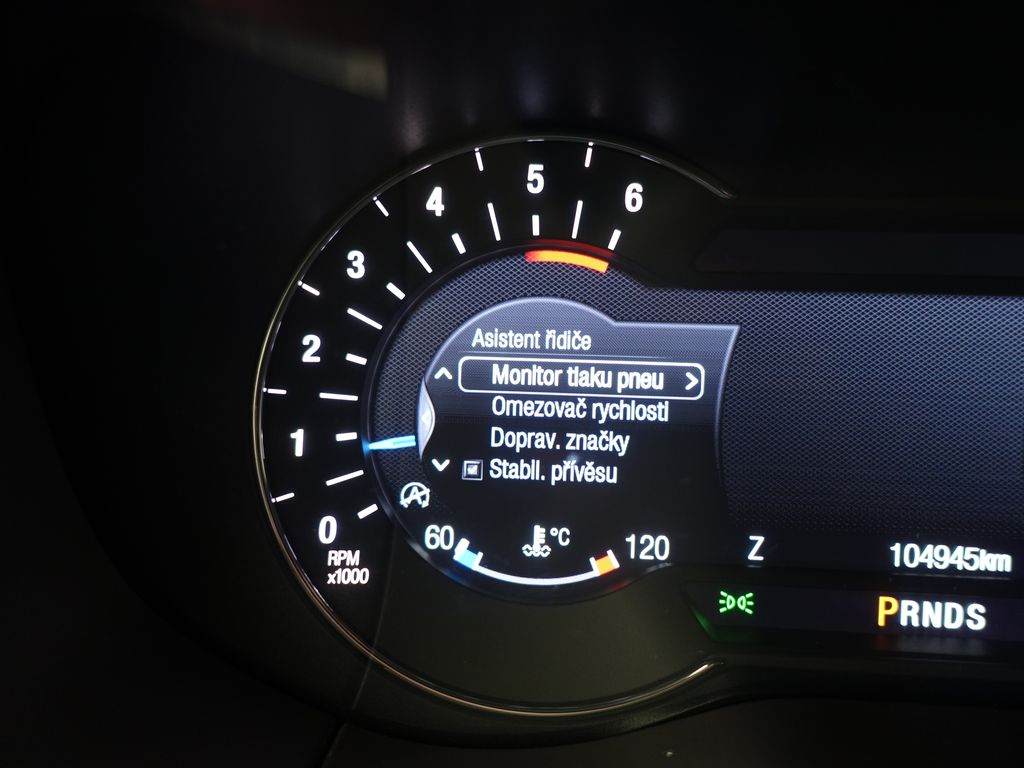 6
5
4
3
2
1
0
RPM
x1000
Asistent řidiče
Monitor tlaku pneu
Omezovač rychlosti
Doprav. značky
Stabil. přívěsu
A
60
°C
120
Z
104945km
PRNDS